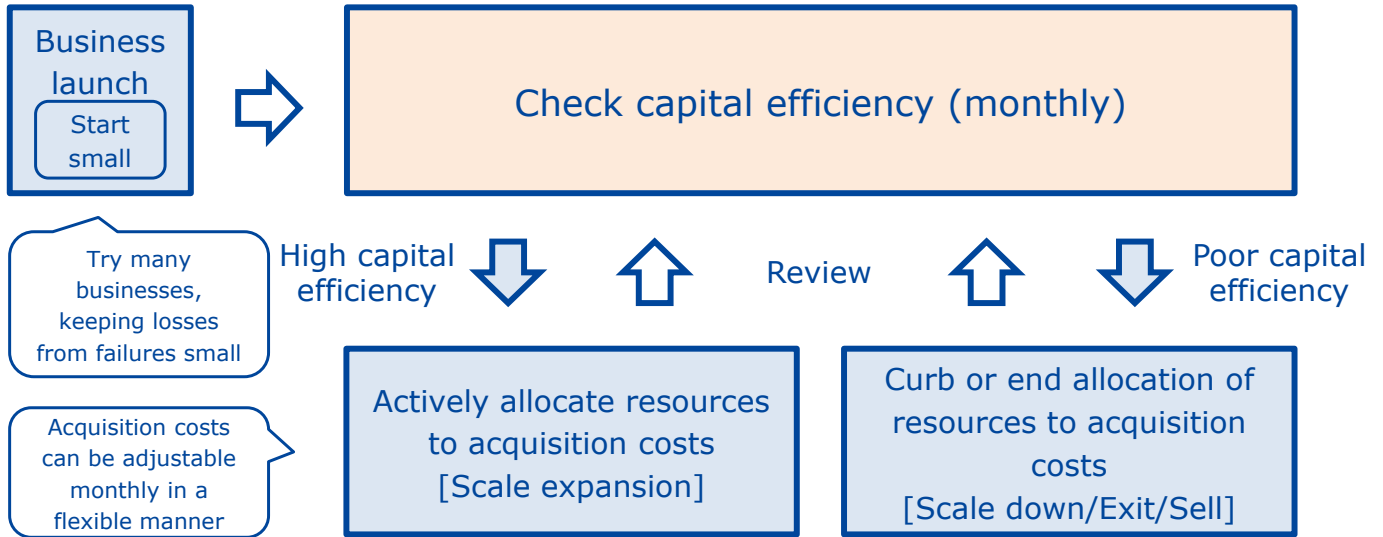 Business
launch
Start
small
Check capital efficiency (monthly)
Try many
businesses,
keeping losses
from failures small
High capital
efficiency
Review
Poor capital
efficiency
Acquisition costs
can be adjustable
monthly in a
flexible manner
Actively allocate resources
to acquisition costs
[Scale expansion]
Curb or end allocation of
resources to acquisition
costs
[Scale down/Exit/Sell]